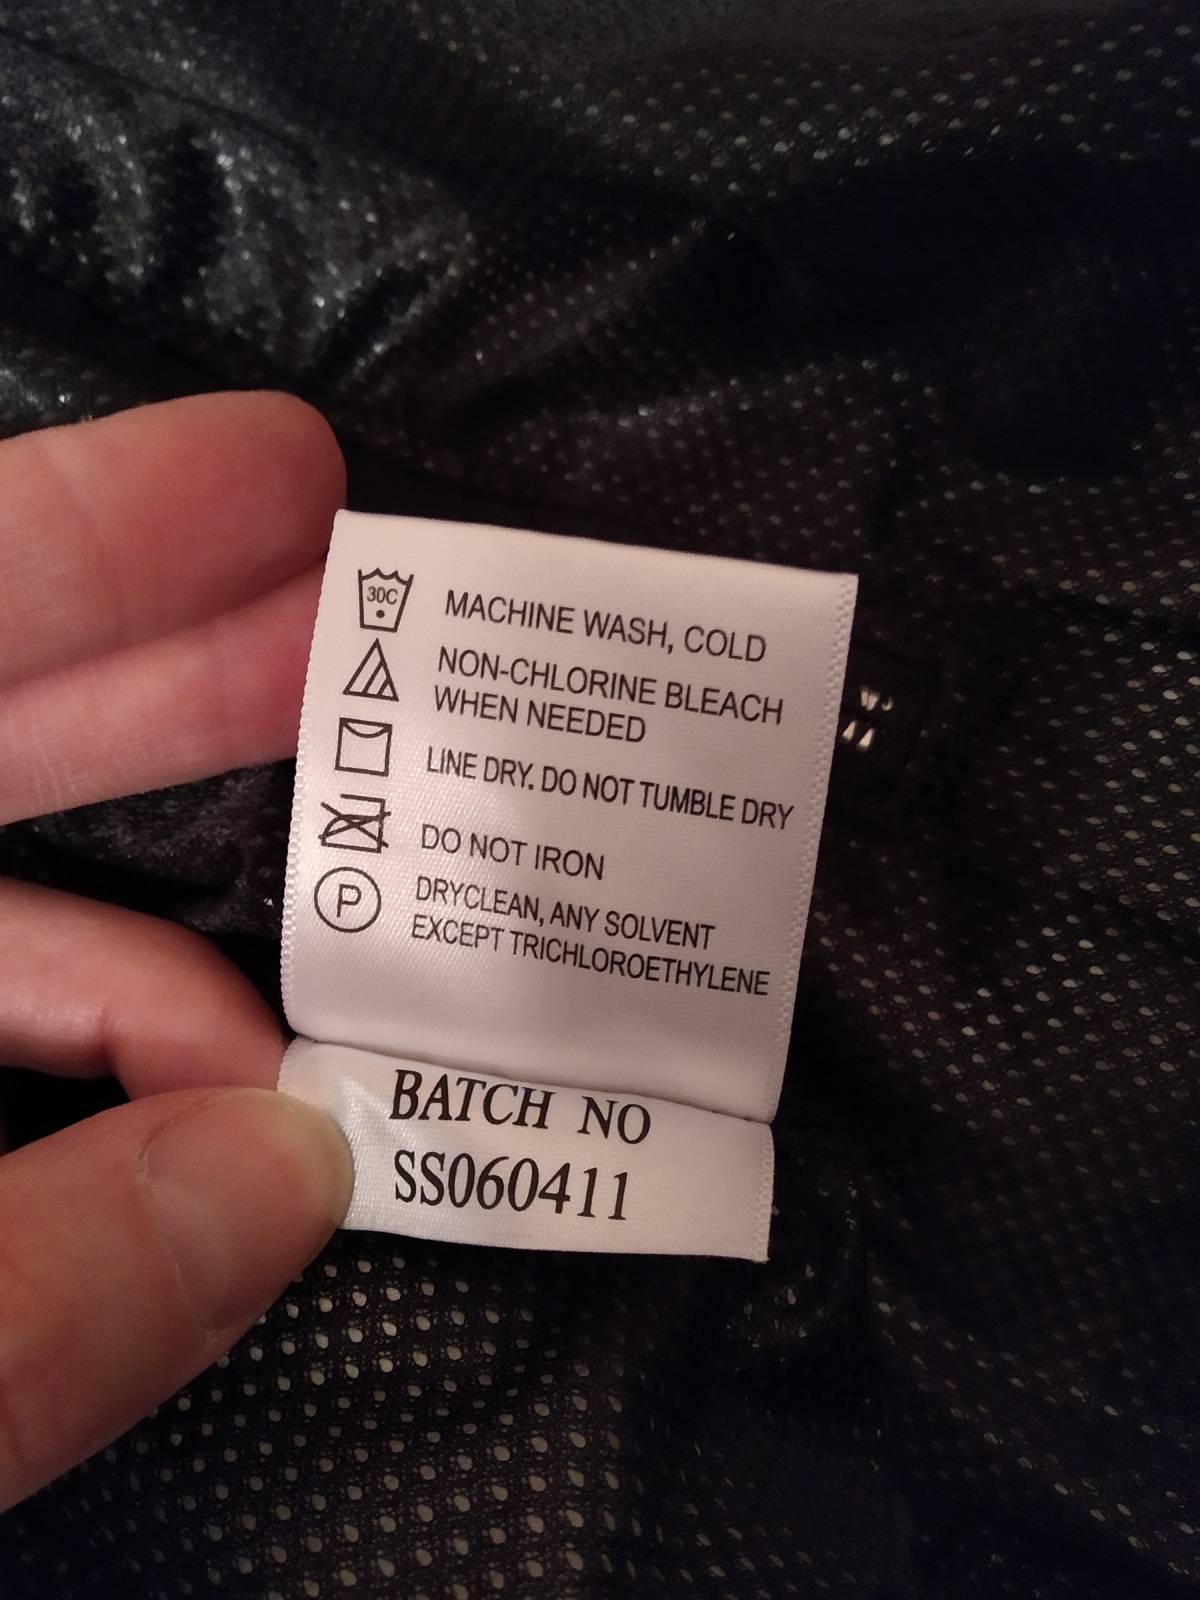 30C
MACHINE WASH, COLD
NON-CHLORINE BLEACH
WHEN NEEDED
LINE DRY. DO NOT TUMBLE DRY
DO NOT IRON
P
DRYCLEAN, ANY SOLVENT
EXCEPT TRICHLOROETHYLENE
BATCH NO
SS060411